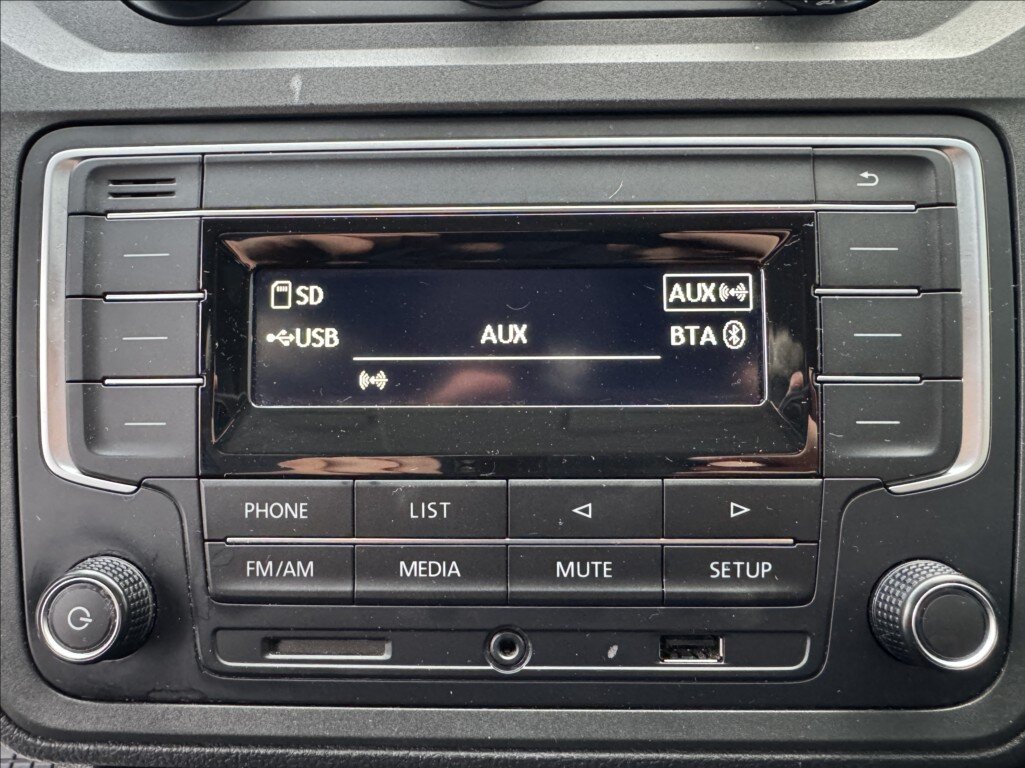 SD
AUX
USB
AUX
BTA
PHONE
LIST
FM/AM
MEDIA
MUTE
SETUP